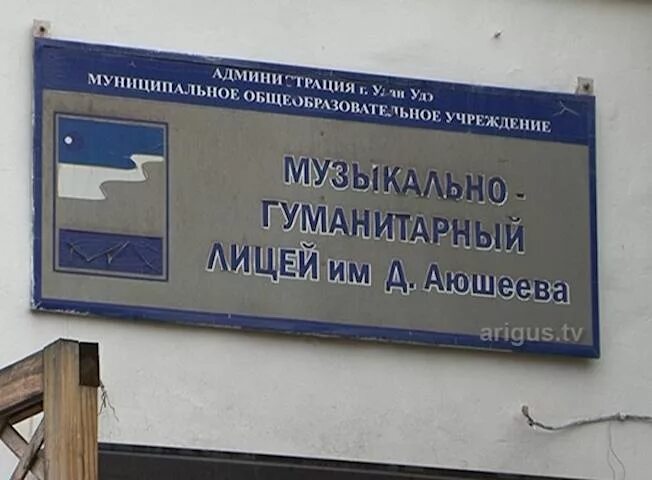 АДМИНИСТРАЦИЯ г. Улан Удэ
МУНИЦИПАЛЬНОЕ ОБЩЕОБРАЗОВАТЕЛЬНОЕ УЧРЕЖДЕНИЕ
МУЗЫКАЛЬНО -
ГУМАНИТАРНЫЙ
ЛИЦЕЙ им Д. Аюшеева
arigus.tv